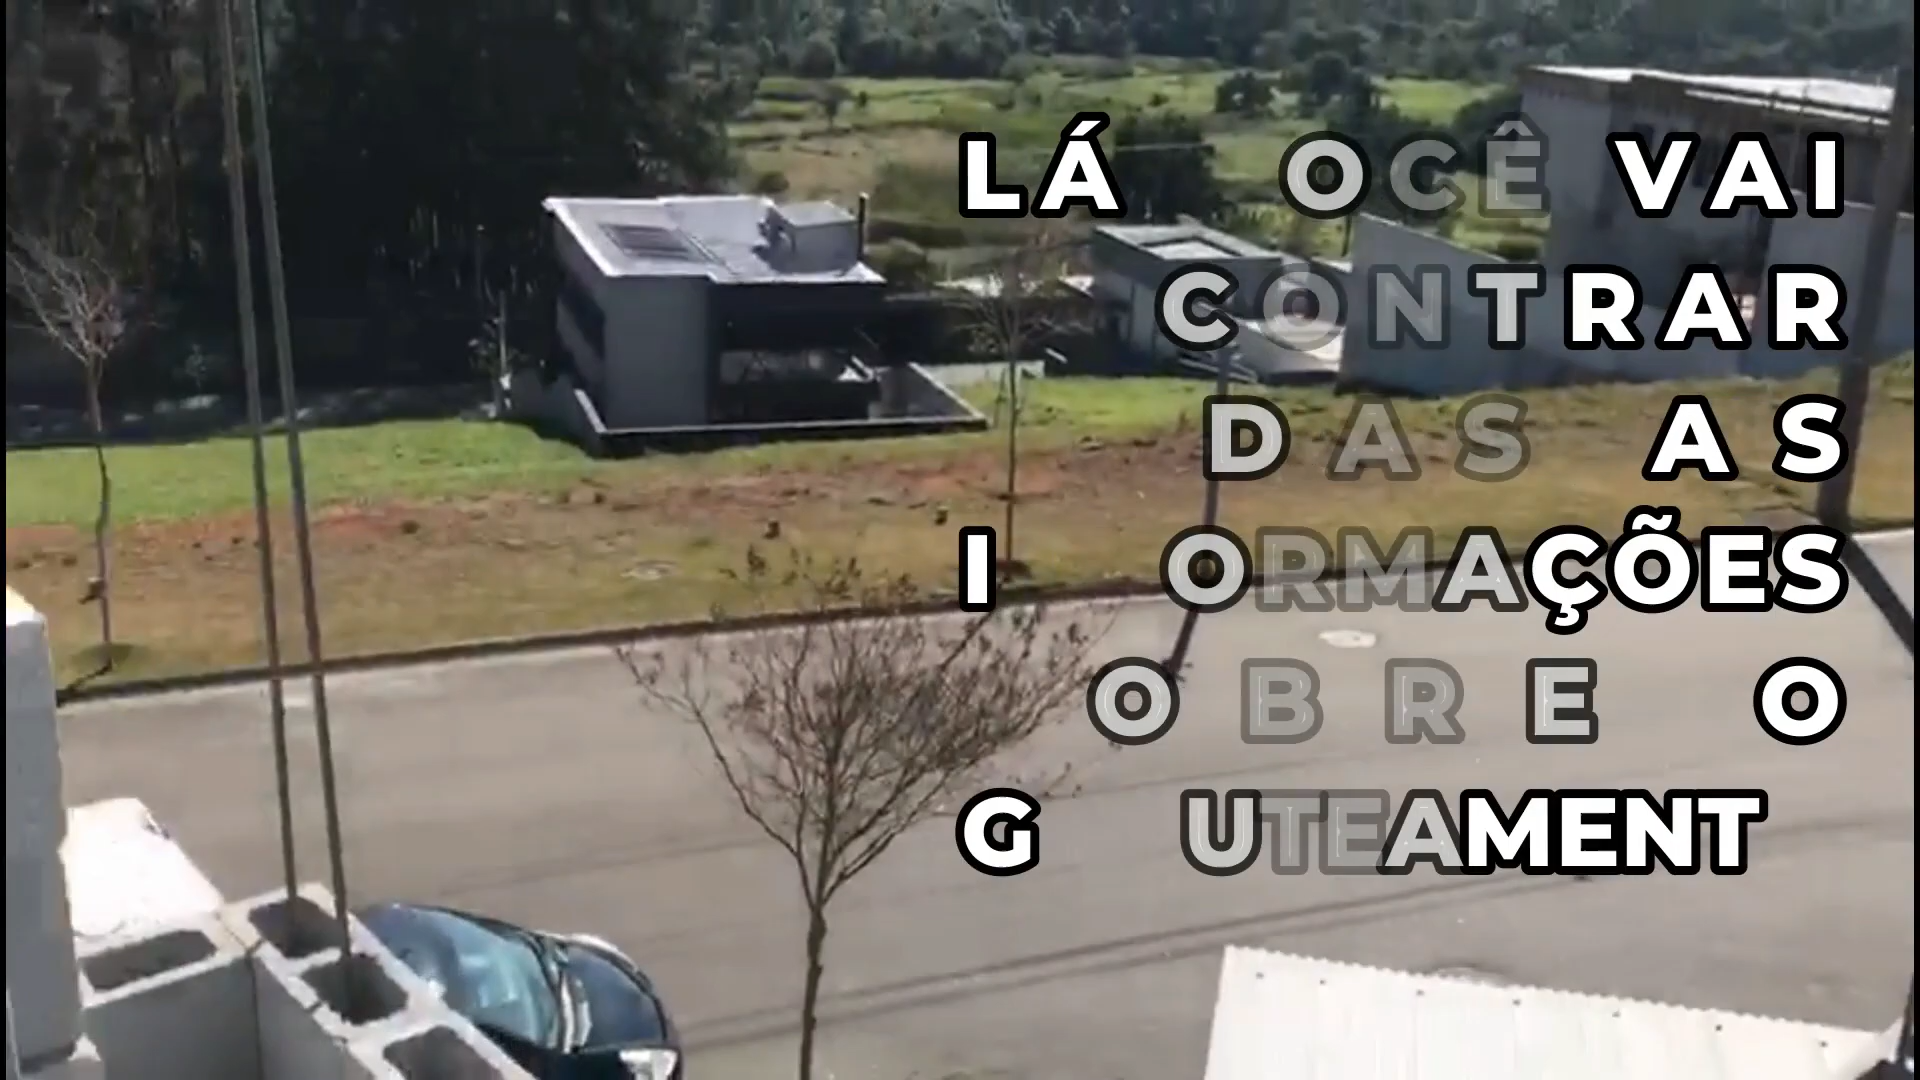 LÁ OCÊ VAI
CONTRAR
DAS AS
I ORMAÇÕES
OBRE O
G UTEAMENT